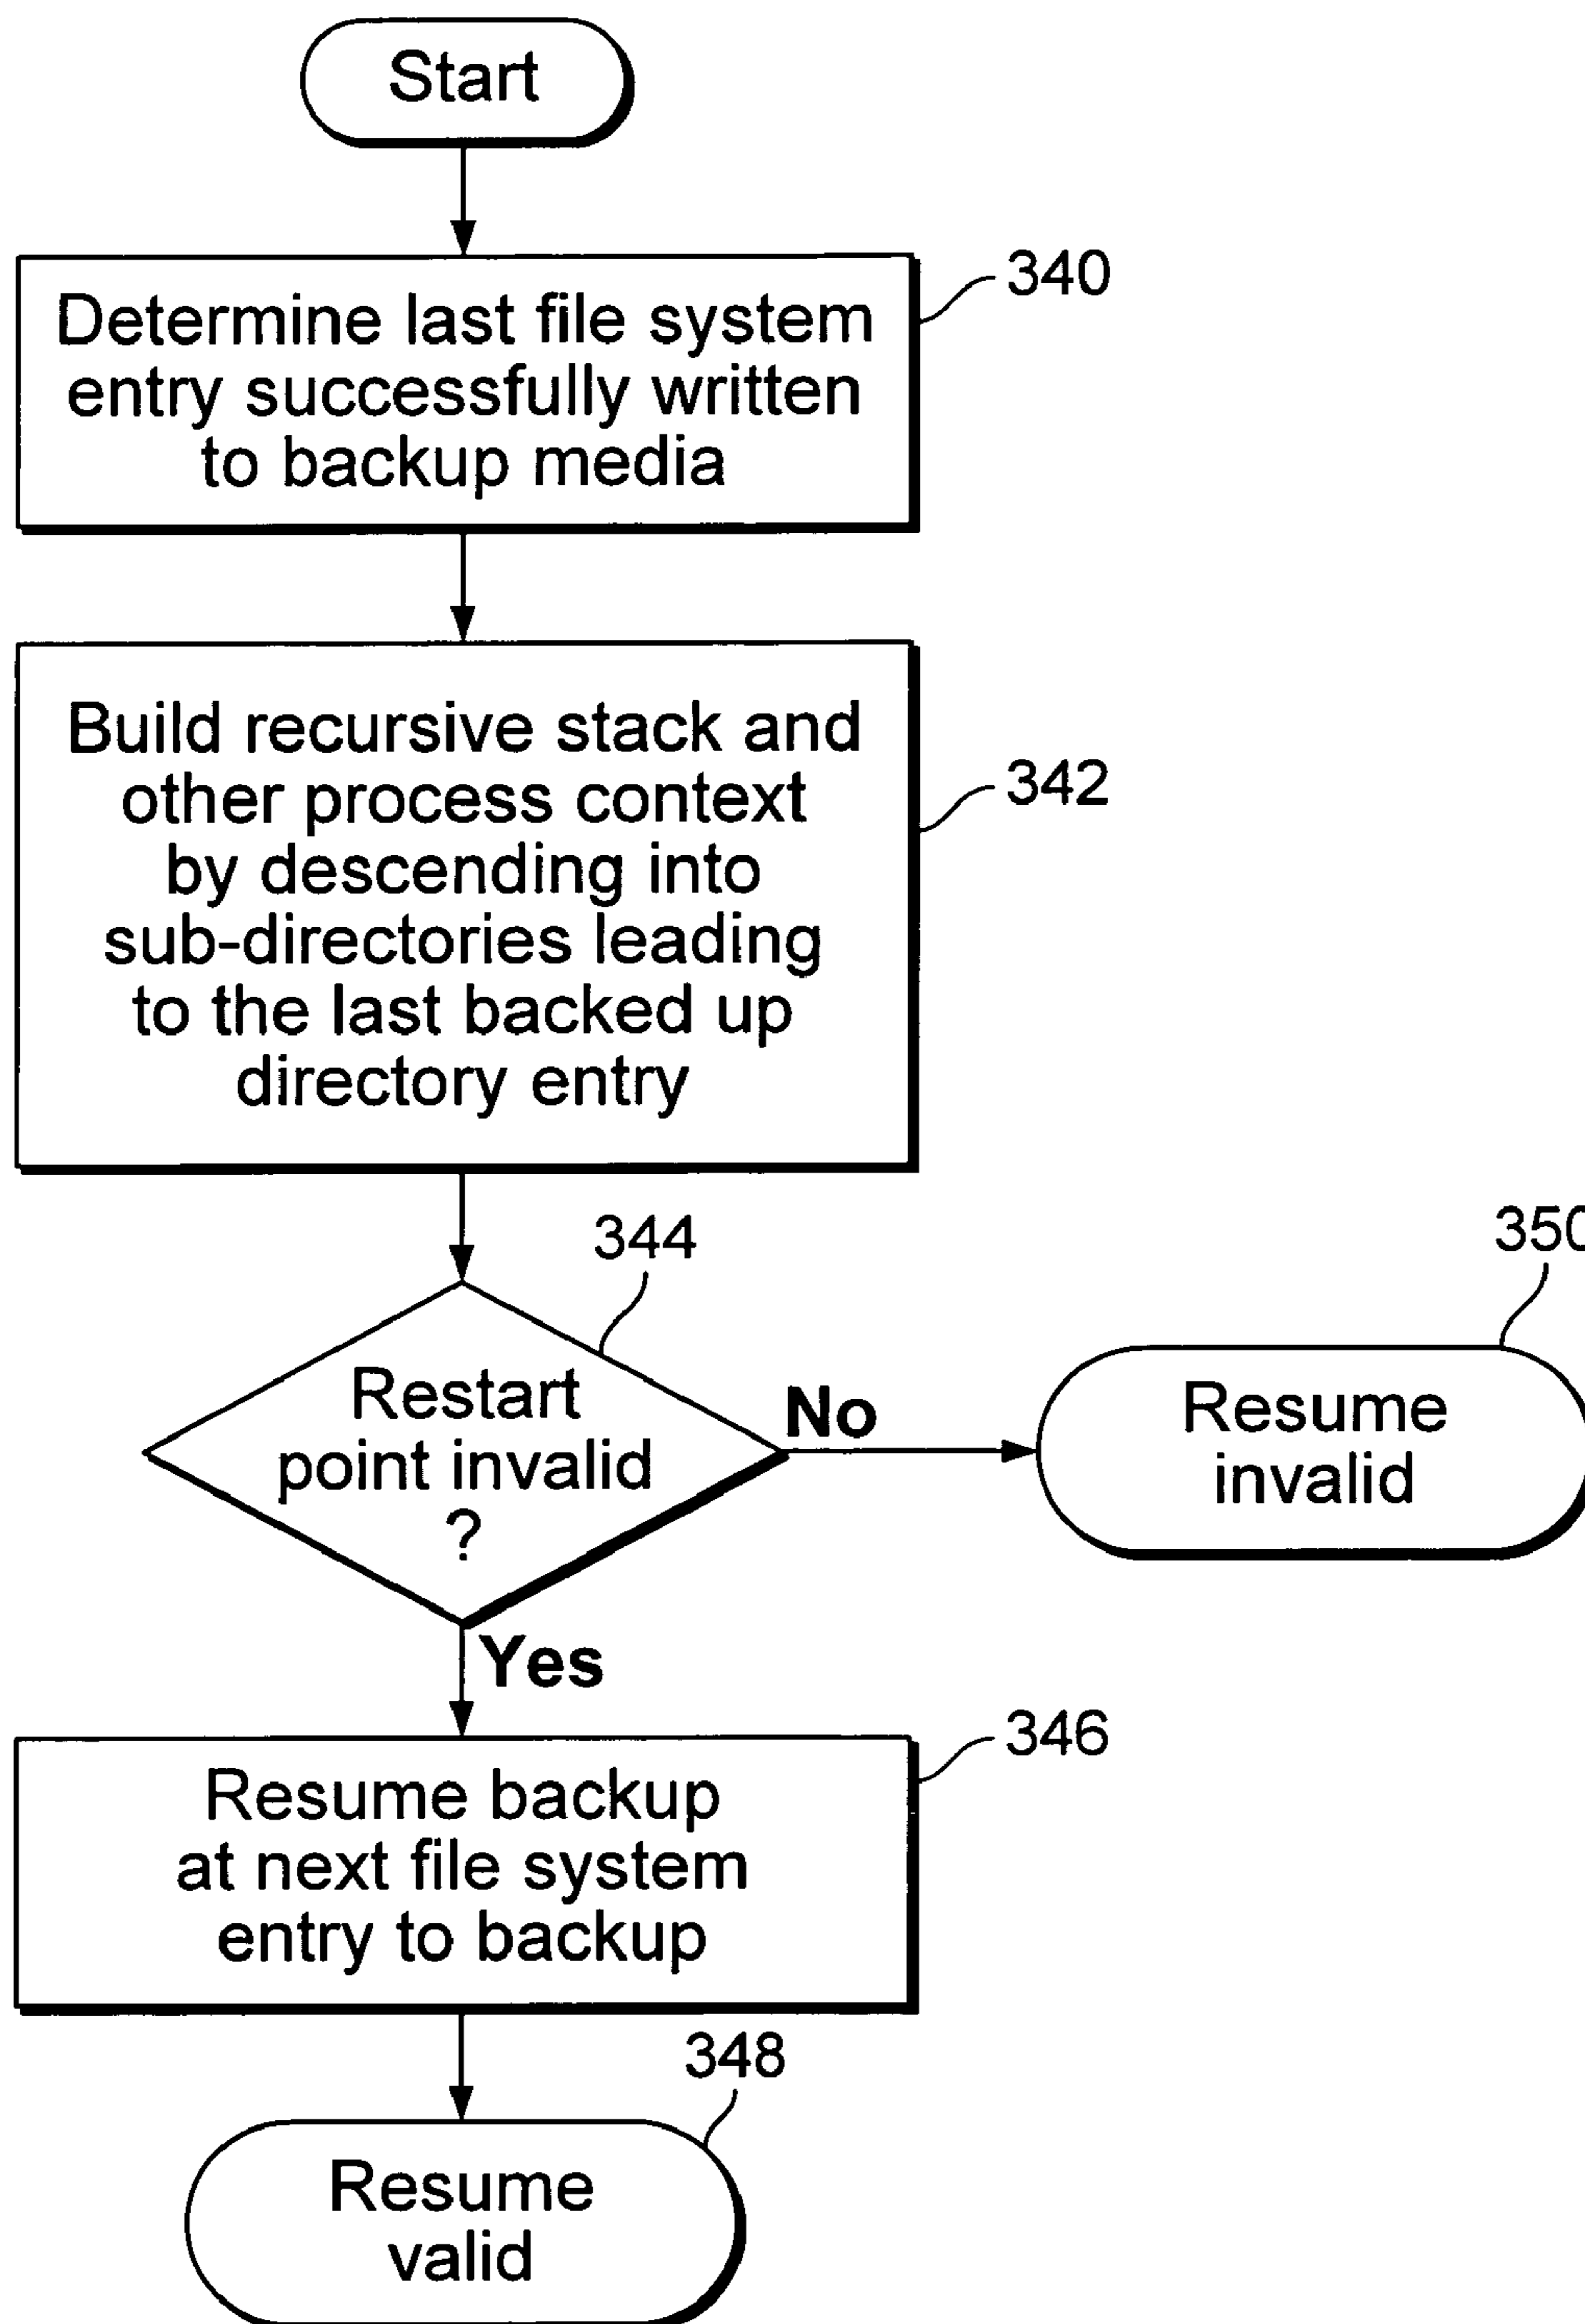 Start
340
Determine last file system
entry successfully written
to backup media
342
Build recursive stack and
other process context
by descending into
sub-directories leading
to the last backed up
directory entry
344
350
Restart
point invalid
?
No
Resume
invalid
Yes
346
Resume backup
at next file system
entry to backup
348
Resume
valid